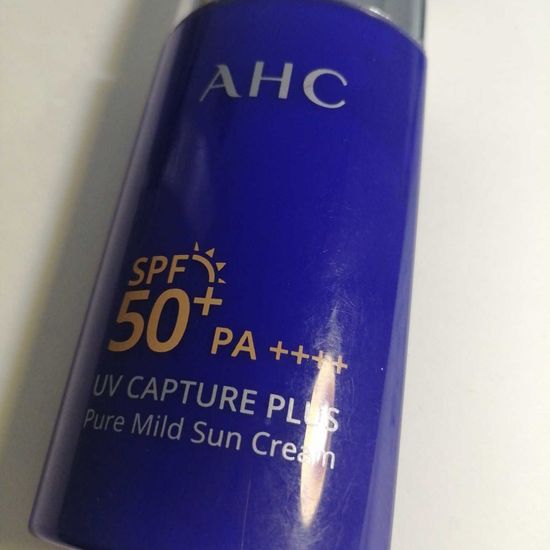 AHC
SPF
50+ PA ++++
UV CAPTURE PLUS
Pure Mild Sun Cream